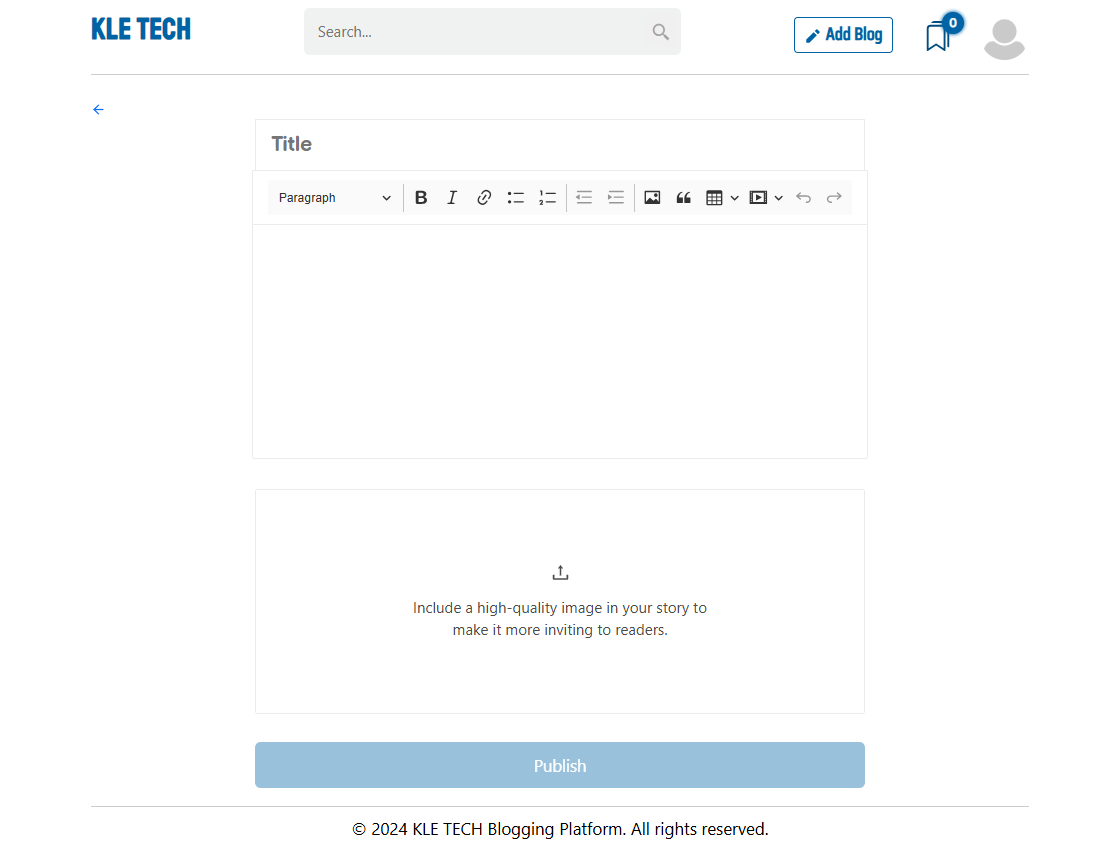 KLE TECH
Search...
Add Blog
0
Title
Paragraph
Include a high-quality image in your story to
make it more inviting to readers.
Publish
© 2024 KLE TECH Blogging Platform. All rights reserved.